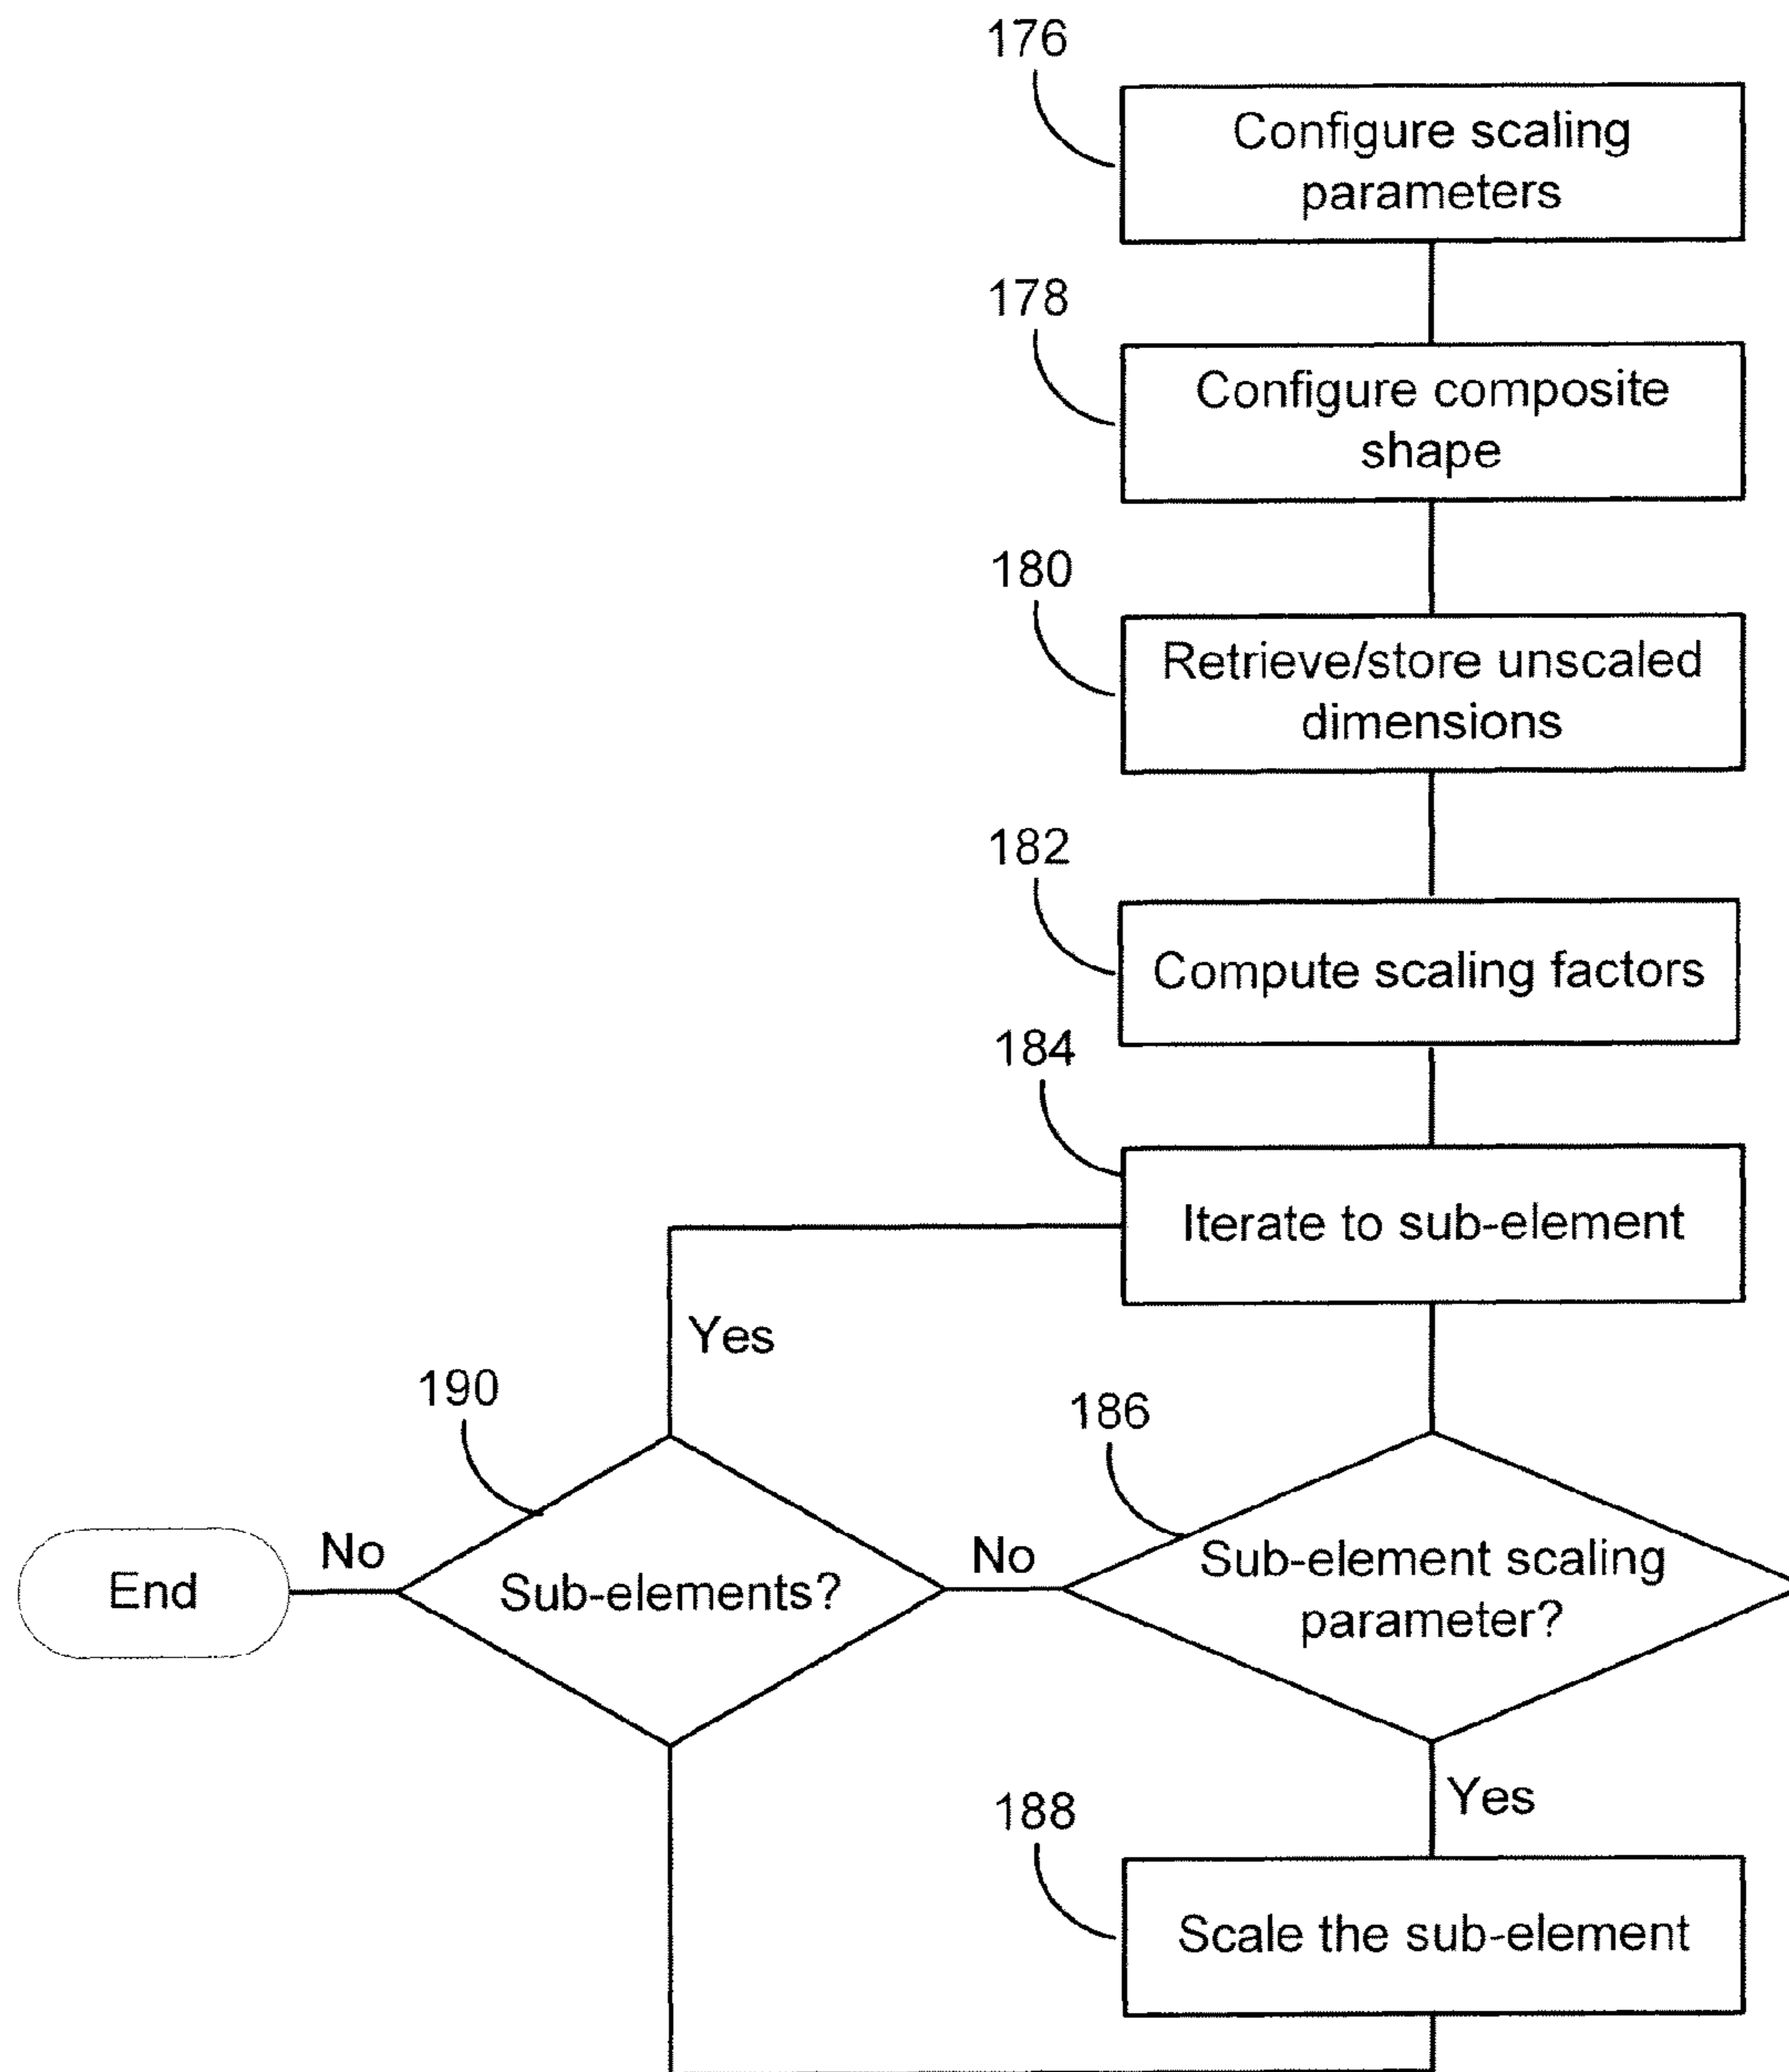 176
Configure scaling
parameters
178
Configure composite
shape
180
Retrieve/store unscaled
dimensions
182
Compute scaling factors
184
Iterate to sub-element
Yes
190
186
End
No
Sub-elements?
No
Sub-element scaling
parameter?
Yes
188
Scale the sub-element